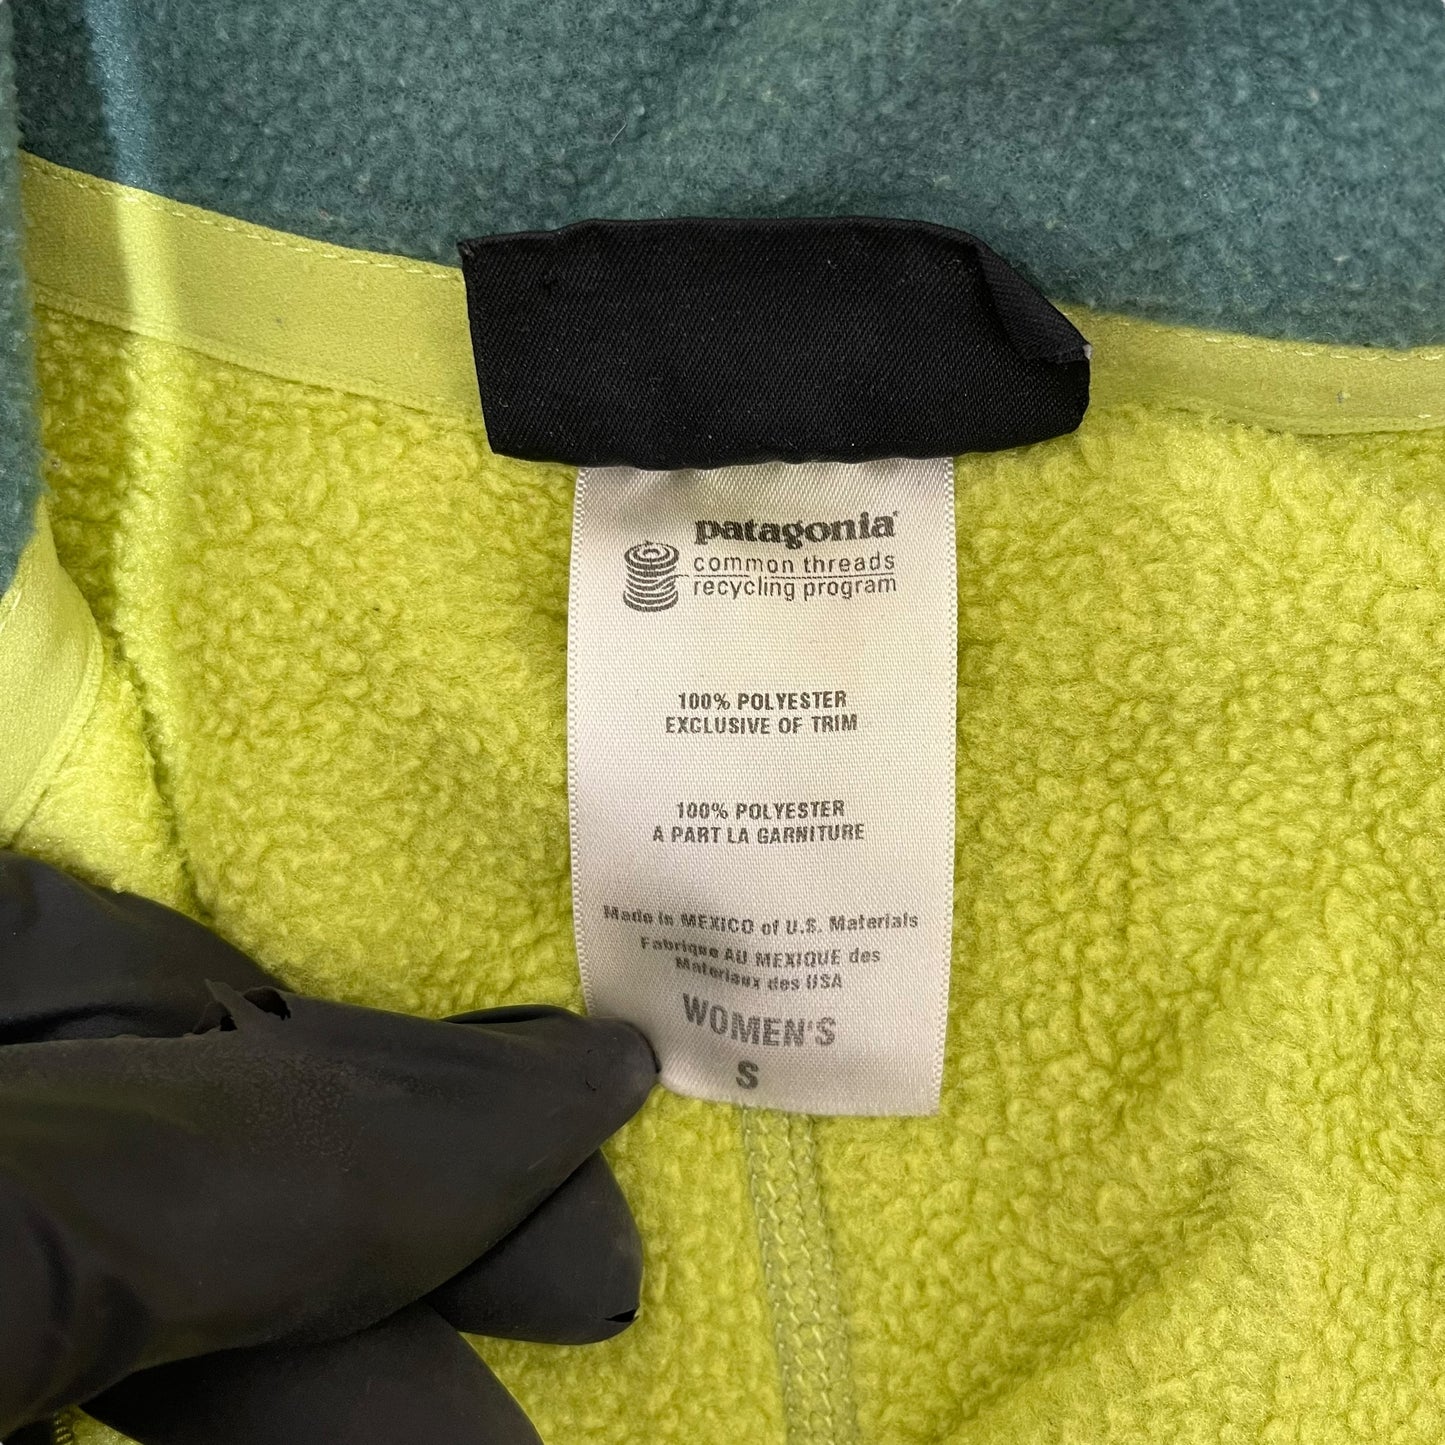 patagonia®
common threads
recycling program
100% POLYESTER
EXCLUSIVE OF TRIM
100% POLYESTER
A PART LA GARNITURE
Made in MEXICO of U.S. Materials
Fabrique AU MEXIQUE des
Materiaux des USA
WOMEN'S
S